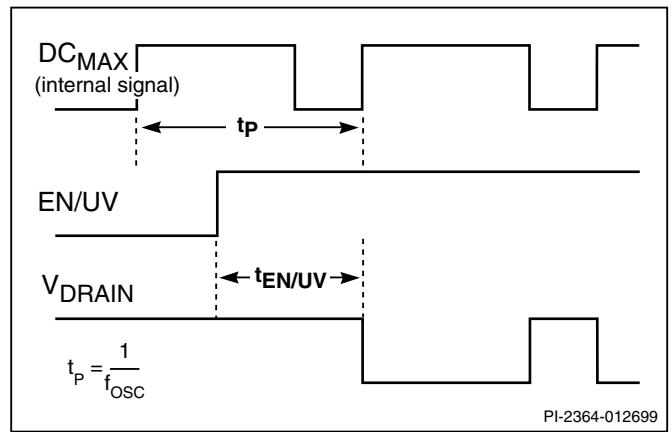 DCMAX
(internal signal)
tP
EN/UV
tEN/UV
VDRAIN
tP = 1/fOSC
PI-2364-012699